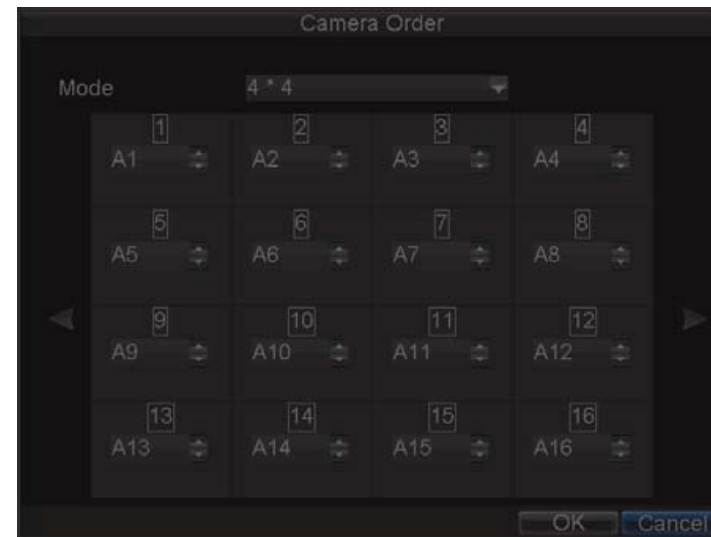 Camera Order
Mode 4 * 4
1 2 3 4
A1 A2 A3 A4
5 6 7 8
A5 A6 A7 A8
9 10 11 12
A9 A10 A11 A12
13 14 15 16
A13 A14 A15 A16
OK Cancel